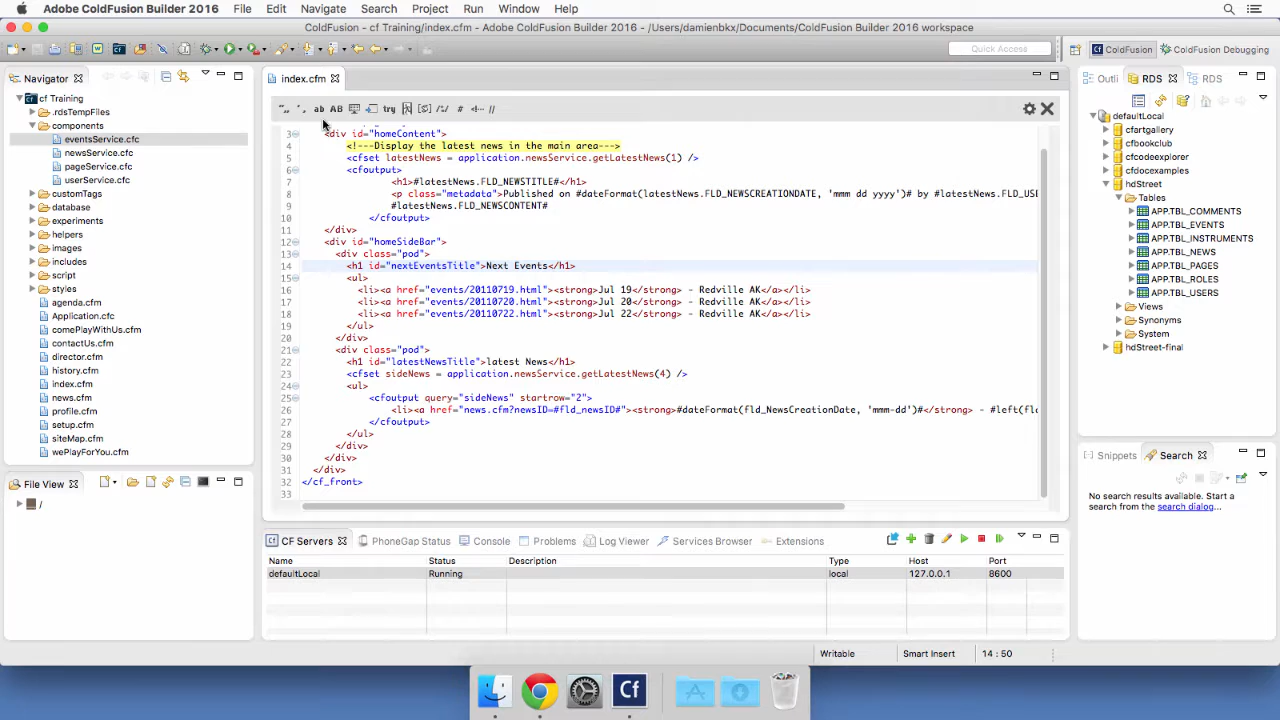 Adobe ColdFusion Builder 2016 File Edit Navigate Search Project Run Window Help
ColdFusion - cf Training/index.cfm - Adobe ColdFusion Builder 2016 - /Users/damienbkx/Documents/ColdFusion Builder 2016 workspace
Quick Access
ColdFusion
ColdFusion Debugging
Navigator
cf Training
.rdsTempFiles
components
eventsService.cfc
newsService.cfc
pageService.cfc
userService.cfc
customTags
database
experiments
helpers
images
includes
script
styles
agenda.cfm
Application.cfc
comePlayWithUs.cfm
contactUs.cfm
director.cfm
history.cfm
index.cfm
news.cfm
profile.cfm
setup.cfm
siteMap.cfm
wePlayForYou.cfm
File View
/
index.cfm
ab AB try # //
3 <div id="homeContent">
4 <!---Display the latest news in the main area--->
5 <cfset latestNews = application.newsService.getLatestNews(1) />
6 <cfoutput>
7 <h1>#latestNews.FLD_NEWSTITLE#</h1>
8 <a class="metadata">Published on #dateFormat(latestNews.FLD_NEWSCREATIONDATE, 'mmm dd yyyy')# by #latestNews.FLD_USE
9 #latestNews.FLD_NEWSCONTENT#
10 </cfoutput>
11 </div>
12 <div id="homeSideBar">
13 <div class="pod">
14 <h1 id="nextEventsTitle">Next Events</h1>
15 <ul>
16 <li><a href="events/20110719.html"><strong>Jul 19</strong> - Redville AK</a></li>
17 <li><a href="events/20110720.html"><strong>Jul 20</strong> - Redville AK</a></li>
18 <li><a href="events/20110722.html"><strong>Jul 22</strong> - Redville AK</a></li>
19 </ul>
20 </div>
21 <div class="pod">
22 <h1 id="latestNewsTitle">latest News</h1>
23 <cfset sideNews = application.newsService.getLatestNews(4) />
24 <ul>
25 <cfoutput query="sideNews" startrow="2">
26 <li><a href="news.cfm?newsID=#fld_newsID#"><strong>#dateFormat(fld_NewsCreationDate, 'mmm-dd')#</strong> - #left(fl
27 </cfoutput>
28 </ul>
29 </div>
30 </div>
31 </div>
32 </cf_front>
33
Outli
RDS
RDS
defaultLocal
cfartgallery
cfbookclub
cfcodeexplorer
cfdocexamples
hdStreet
Tables
APP.TBL_COMMENTS
APP.TBL_EVENTS
APP.TBL_INSTRUMENTS
APP.TBL_NEWS
APP.TBL_PAGES
APP.TBL_ROLES
APP.TBL_USERS
Views
Synonyms
System
hdStreet-final
Snippets
Search
No search results available. Start a
search from the search dialog...
CF Servers PhoneGap Status Console Problems Log Viewer Services Browser Extensions
Name Status Description Type Host Port
defaultLocal Running local 127.0.0.1 8600
Writable Smart Insert 14 : 50
Cf